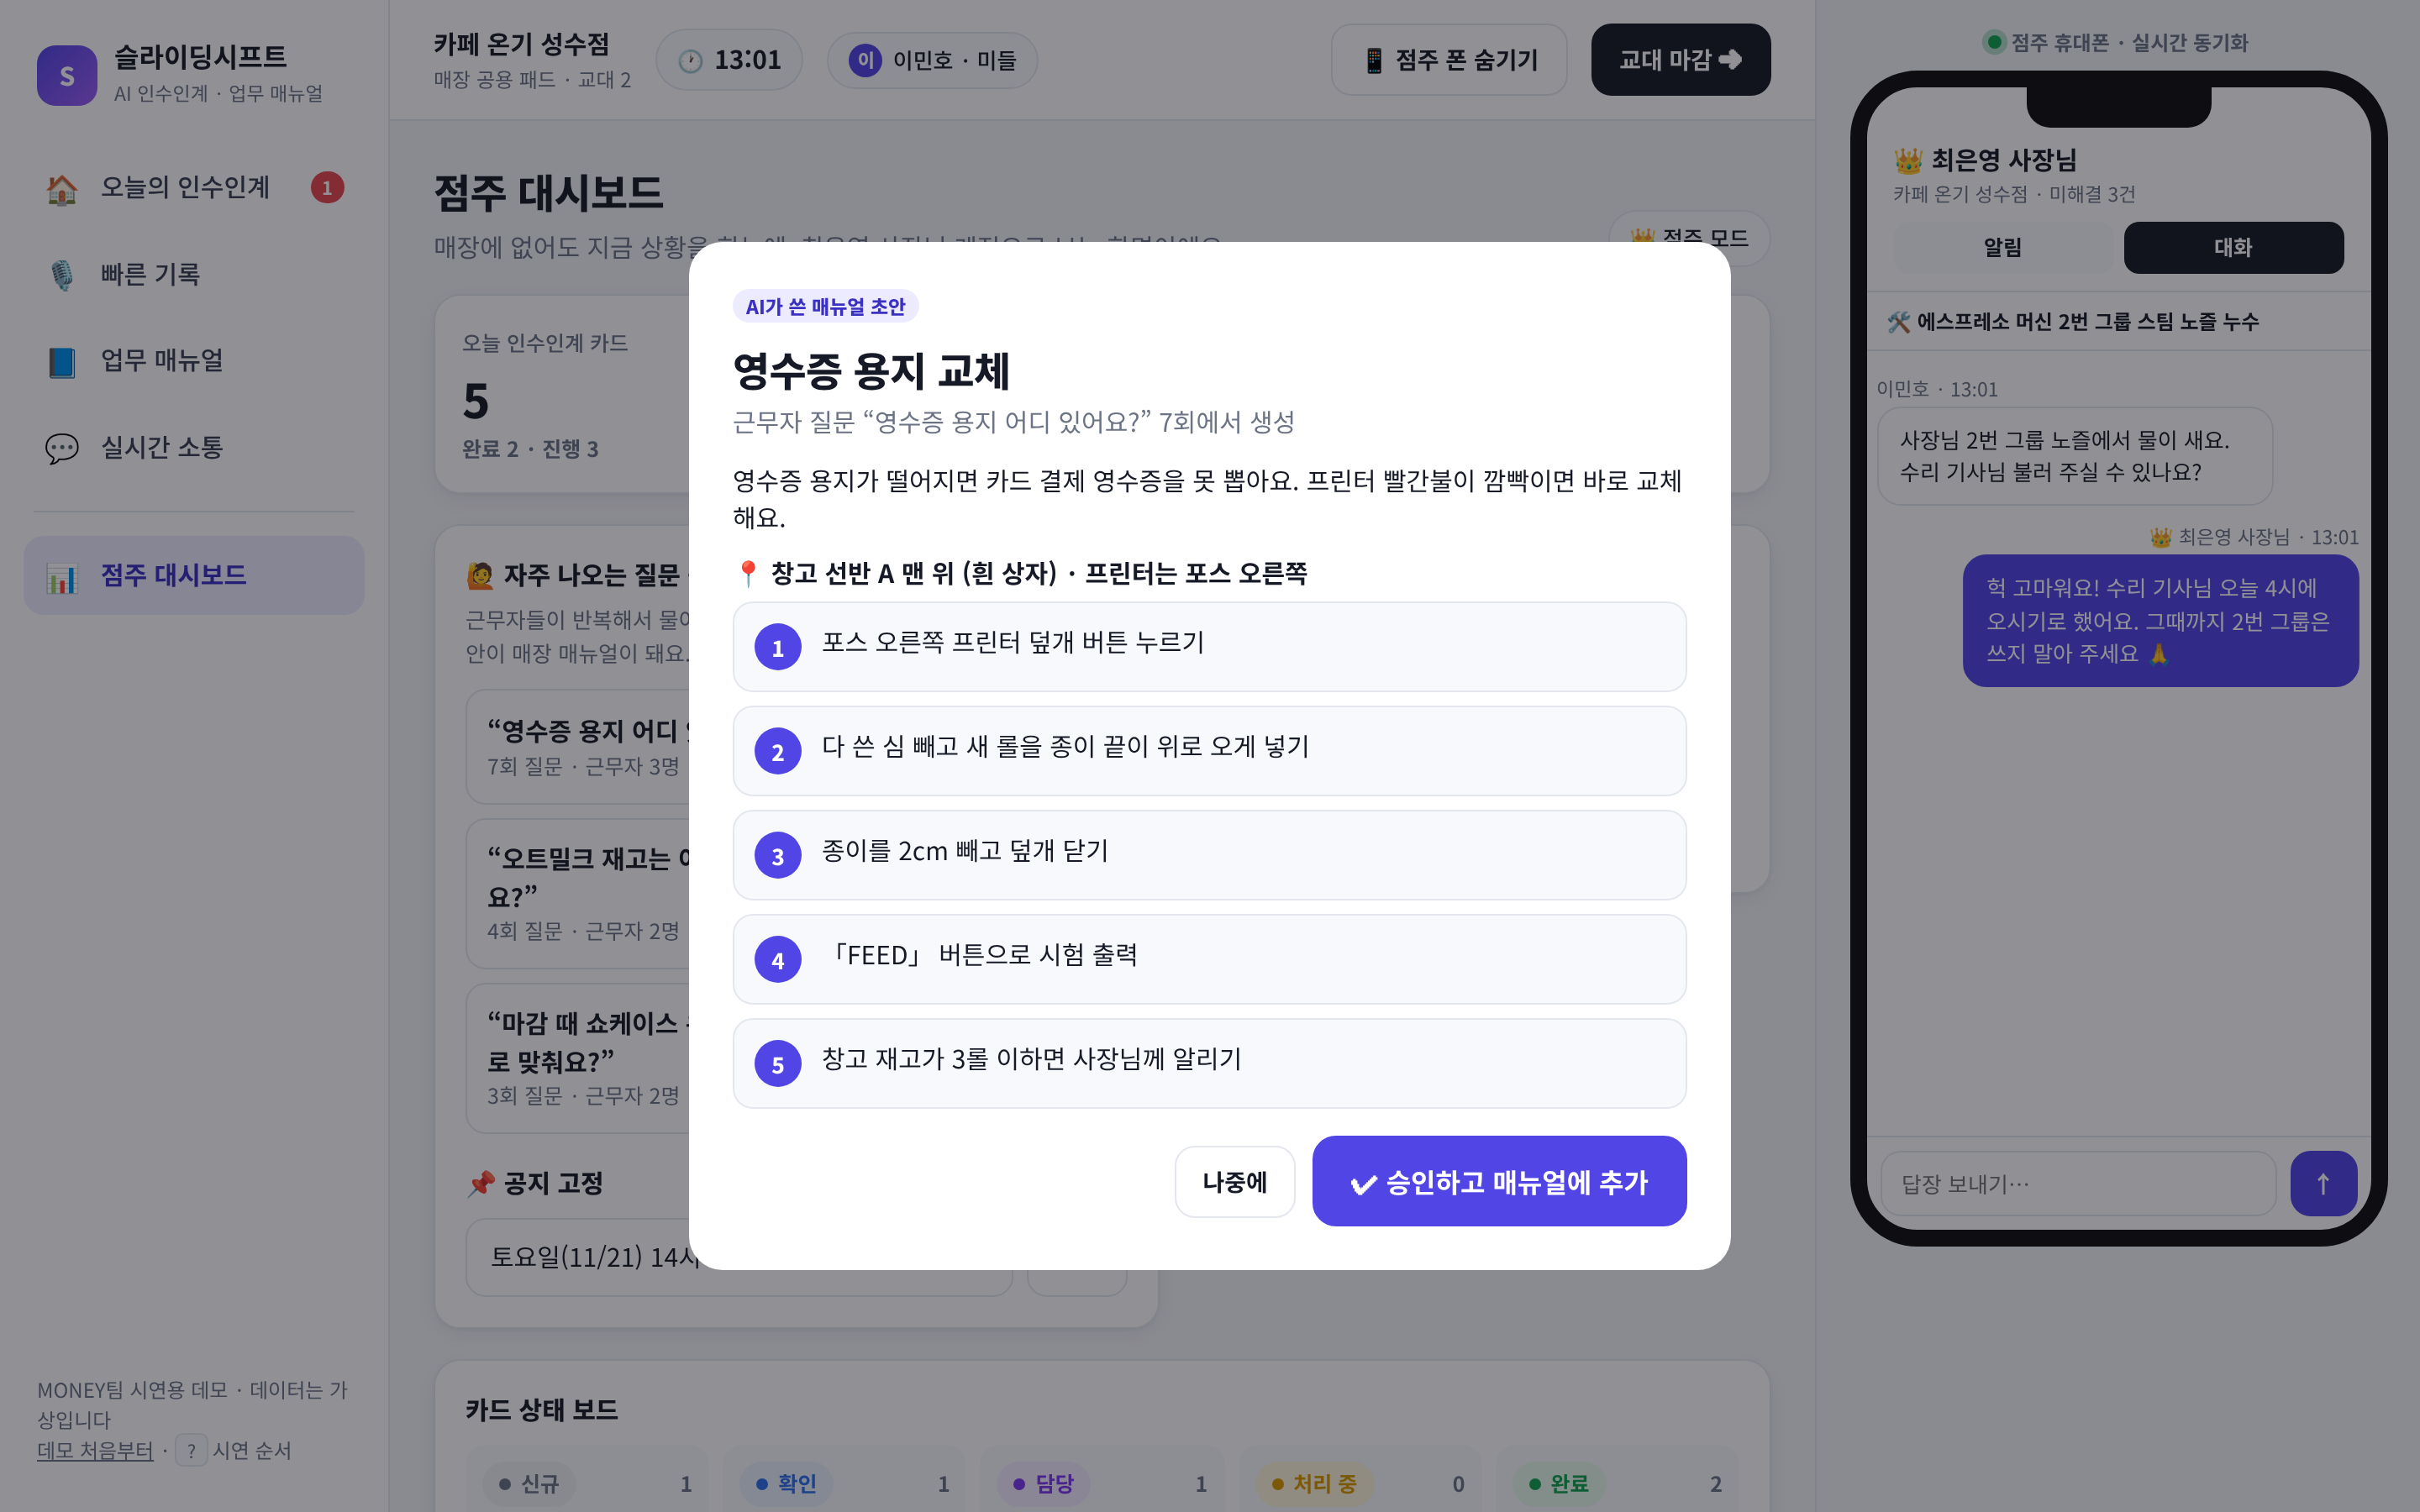 S
슬라이딩시프트
AI 인수인계 · 업무 매뉴얼
오늘의 인수인계 1
빠른 기록
업무 매뉴얼
실시간 소통
점주 대시보드
MONEY팀 시연용 데모 · 데이터는 가
상입니다
데모 처음부터 · ? 시연 순서
카페 온기 성수점
매장 공용 패드 · 교대 2
13:01
이 이민호 · 미들
점주 폰 숨기기
교대 마감
점주 대시보드
매장에 없어도 지금 상황을
점주 모드
오늘 인수인계 카드
5
완료 2 · 진행 3
자주 나오는 질문
근무자들이 반복해서 물어
안이 매장 매뉴얼이 돼요.
“영수증 용지 어디
7회 질문 · 근무자 3명
“오트밀크 재고는
요?”
4회 질문 · 근무자 2명
“마감 때 쇼케이스
로 맞춰요?”
3회 질문 · 근무자 2명
공지 고정
토요일(11/21) 14시
카드 상태 보드
신규 1
확인 1
담당 1
처리 중 0
완료 2
AI가 쓴 매뉴얼 초안
영수증 용지 교체
근무자 질문 “영수증 용지 어디 있어요?” 7회에서 생성
영수증 용지가 떨어지면 카드 결제 영수증을 못 뽑아요. 프린터 빨간불이 깜빡이면 바로 교체
해요.
창고 선반 A 맨 위 (흰 상자) · 프린터는 포스 오른쪽
1 포스 오른쪽 프린터 덮개 버튼 누르기
2 다 쓴 심 빼고 새 롤을 종이 끝이 위로 오게 넣기
3 종이를 2cm 빼고 덮개 닫기
4 「FEED」 버튼으로 시험 출력
5 창고 재고가 3롤 이하면 사장님께 알리기
나중에
승인하고 매뉴얼에 추가
점주 휴대폰 · 실시간 동기화
최은영 사장님
카페 온기 성수점 · 미해결 3건
알림
대화
에스프레소 머신 2번 그룹 스팀 노즐 누수
이민호 · 13:01
사장님 2번 그룹 노즐에서 물이 새요.
수리 기사님 불러 주실 수 있나요?
최은영 사장님 · 13:01
헉 고마워요! 수리 기사님 오늘 4시에
오시기로 했어요. 그때까지 2번 그룹은
쓰지 말아 주세요
답장 보내기…